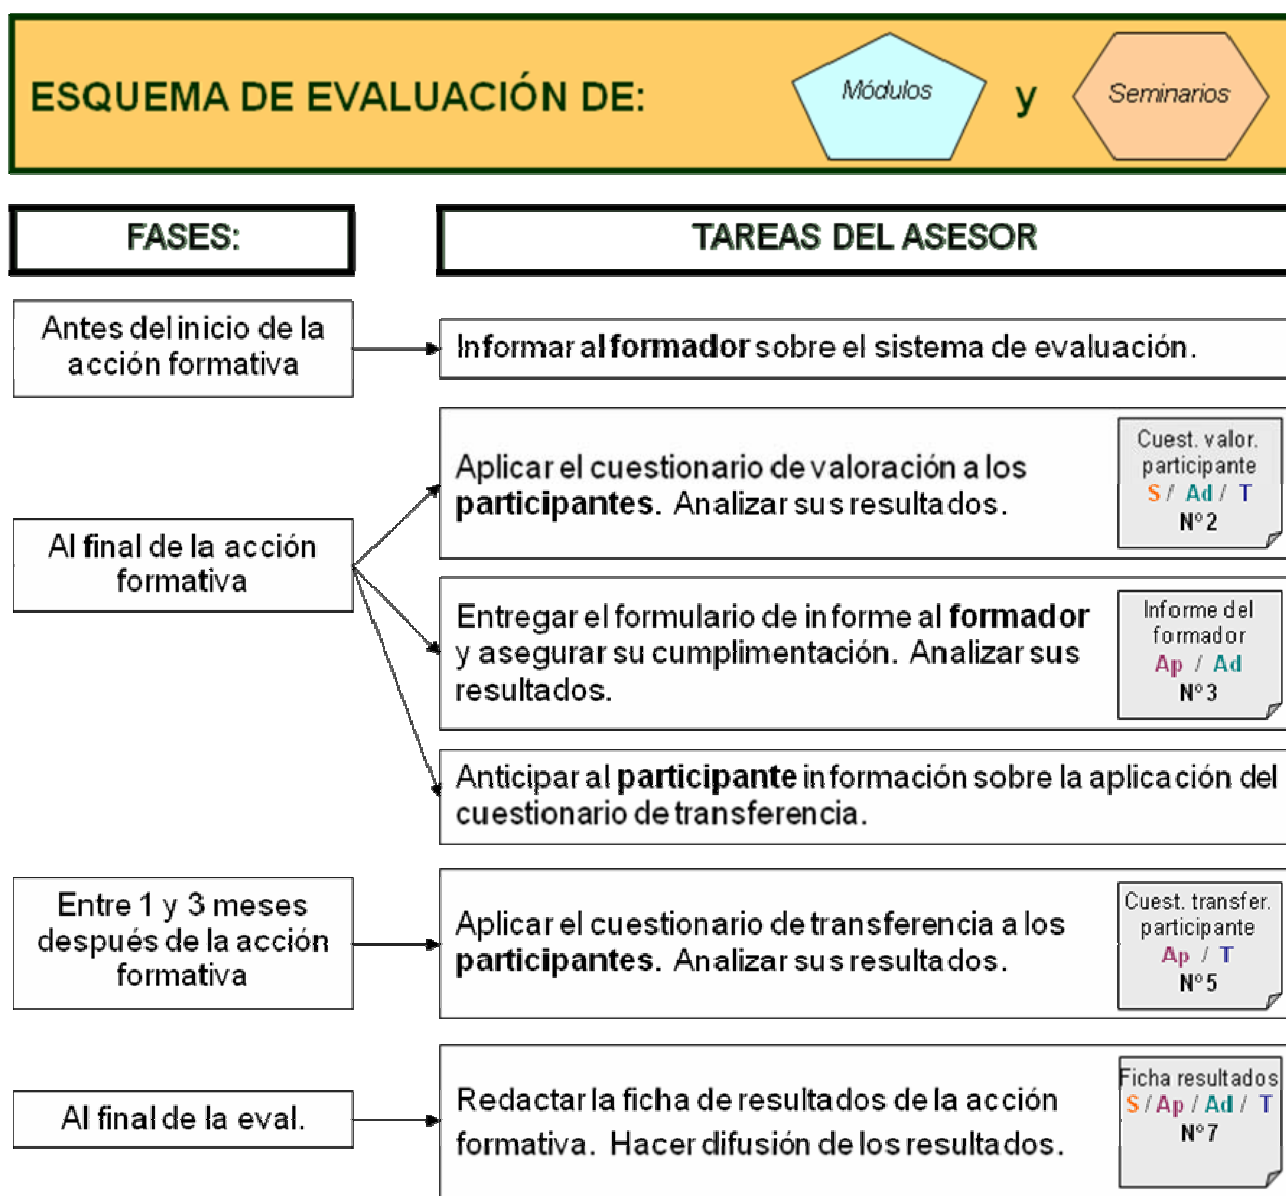 ESQUEMA DE EVALUACIÓN DE:
Módulos
y
Seminarios
FASES:
TAREAS DEL ASESOR
Antes del inicio de la
acción formativa
Informar al formador sobre el sistema de evaluación.
Al final de la acción
formativa
Aplicar el cuestionario de valoración a los
participantes. Analizar sus resultados.
Cuest. valor.
participante
S / Ad / T
Nº 2
Entregar el formulario de informe al formador
y asegurar su cumplimentación. Analizar sus
resultados.
Informe del
formador
Ap / Ad
Nº 3
Anticipar al participante información sobre la aplicación del
cuestionario de transferencia.
Entre 1 y 3 meses
después de la acción
formativa
Aplicar el cuestionario de transferencia a los
participantes. Analizar sus resultados.
Cuest. transfer.
participante
Ap / T
Nº 5
Al final de la eval.
Redactar la ficha de resultados de la acción
formativa. Hacer difusión de los resultados.
Ficha resultados
S / Ap / Ad / T
Nº 7